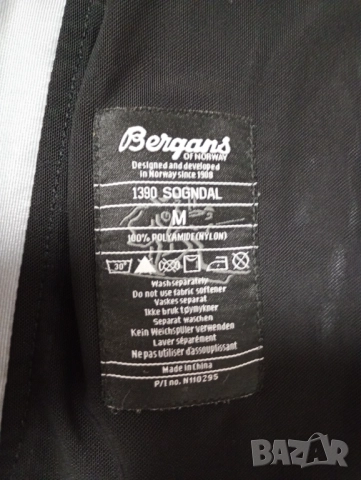 Bergans
OF NORWAY
Designed and developed
in Norway since 1908
1390 SOGNDAL
M
100% POLYAMIDE(NYLON)
30°
Wash separately
Do not use fabric softener
Vaskes separat
Ikke bruk tøymykner
Separat waschen
Kein Weichspüler verwenden
Laver séparément
Ne pas utiliser d'assouplissant
Made in China
P/I no. N110295
BAZAR